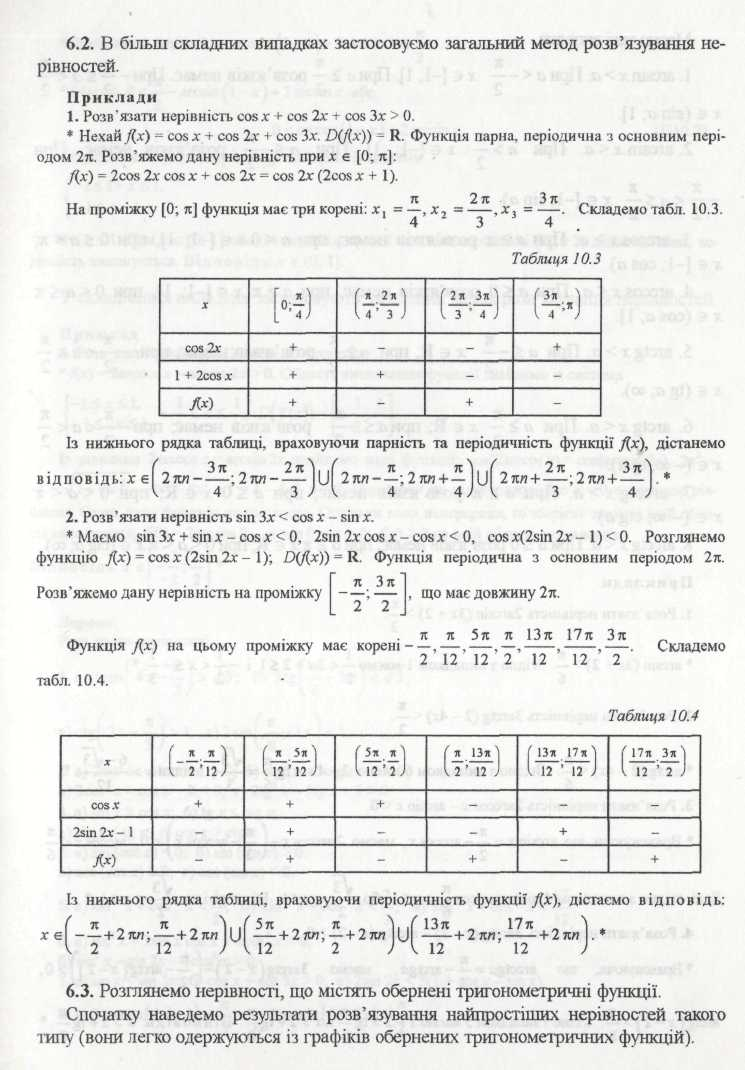 6.2. В більш складних випадках застосовуємо загальний метод розв’язування не-
рівностей.
Приклади
1. Розв’язати нерівність cos x + cos 2x + cos 3x > 0.
* Нехай f(x) = cos x + cos 2x + cos 3x. D(f(x)) = R. Функція парна, періодична з основним пері-
одом 2π. Розв’яжемо дану нерівність при x ∈ [0; π]:
f(x) = 2cos 2x cos x + cos 2x = cos 2x (2cos x + 1).
На проміжку [0; π] функція має три корені: x₁ = π/4, x₂ = 2π/3, x₃ = 3π/4. Складемо табл. 10.3.
Таблиця 10.3
x [0; π/4) (π/4; 2π/3) (2π/3; 3π/4) (3π/4; π)
cos 2x + – – +
1 + 2cos x + + – –
f(x) + – + –
Із нижнього рядка таблиці, враховуючи парність та періодичність функції f(x), дістанемо
відповідь: x ∈ (2πn – 3π/4; 2πn – 2π/3) ∪ (2πn – π/4; 2πn + π/4) ∪ (2πn + 2π/3; 2πn + 3π/4). *
2. Розв’язати нерівність sin 3x < cos x – sin x.
* Маємо sin 3x + sin x – cos x < 0, 2sin 2x cos x – cos x < 0, cos x(2sin 2x – 1) < 0. Розглянемо
функцію f(x) = cos x (2sin 2x – 1); D(f(x)) = R. Функція періодична з основним періодом 2π.
Розв’яжемо дану нерівність на проміжку [–π/2; 3π/2], що має довжину 2π.
Функція f(x) на цьому проміжку має корені –π/2, π/12, 5π/12, π/2, 13π/12, 17π/12, 3π/2. Складемо
табл. 10.4.
Таблиця 10.4
x (–π/2; π/12) (π/12; 5π/12) (5π/12; π/2) (π/2; 13π/12) (13π/12; 17π/12) (17π/12; 3π/2)
cos x + + + – – –
2sin 2x – 1 – + – – + –
f(x) – + – + – +
Із нижнього рядка таблиці, враховуючи періодичність функції f(x), дістаємо відповідь:
x ∈ (–π/2 + 2πn; π/12 + 2πn) ∪ (5π/12 + 2πn; π/2 + 2πn) ∪ (13π/12 + 2πn; 17π/12 + 2πn). *
6.3. Розглянемо нерівності, що містять обернені тригонометричні функції.
Спочатку наведемо результати розв’язування найпростіших нерівностей такого
типу (вони легко одержуються із графіків обернених тригонометричних функцій).